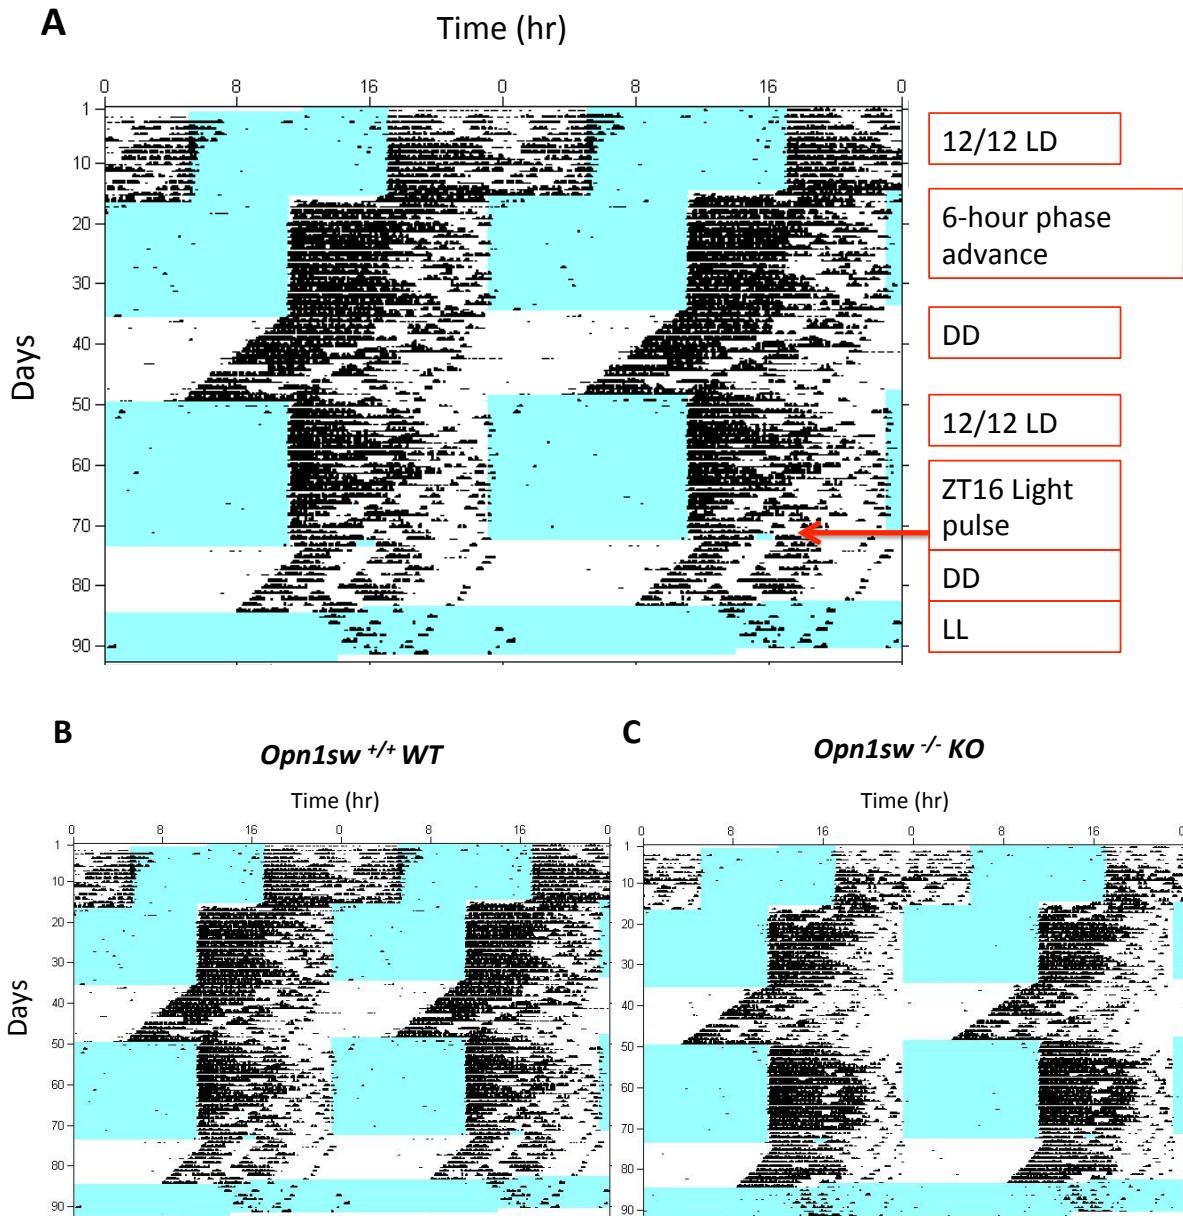 A
Time (hr)
0 8 16 0 8 16 0
Days
1
10
20
30
40
50
60
70
80
90
12/12 LD
6-hour phase
advance
DD
12/12 LD
ZT16 Light
pulse
DD
LL
B
Opn1sw +/+ WT
Time (hr)
0 8 16 0 8 16 0
Days
1
10
20
30
40
50
60
70
80
90
C
Opn1sw -/- KO
Time (hr)
0 8 16 0 8 16 0
1
10
20
30
40
50
60
70
80
90